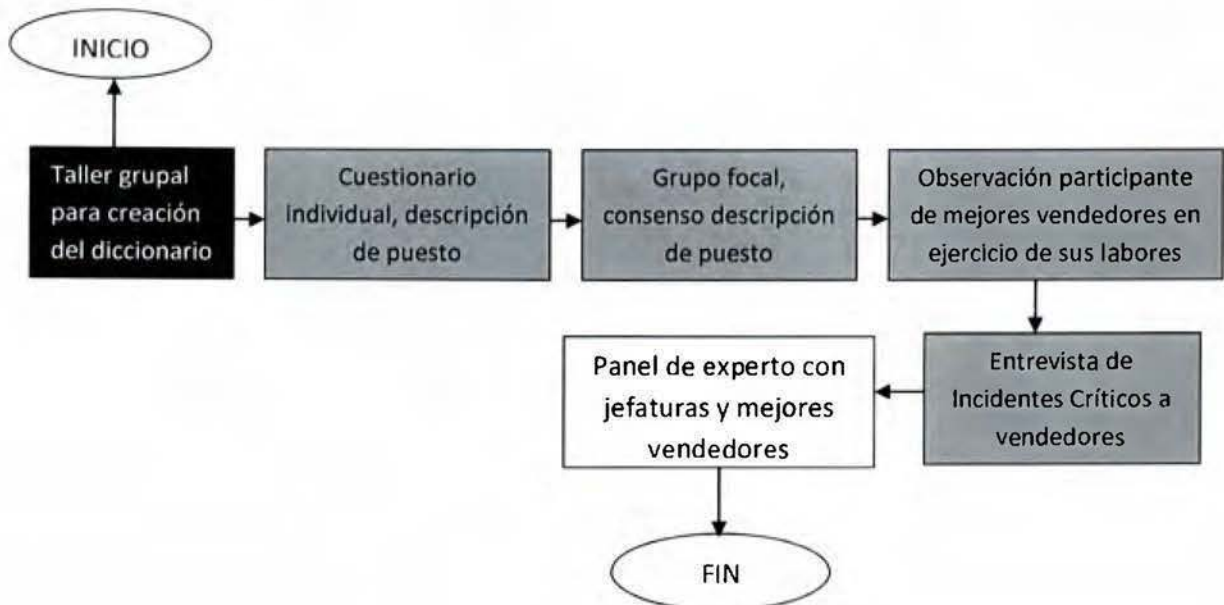 INICIO
Taller grupal
para creación
del diccionario
Cuestionario
individual, descripción
de puesto
Grupo focal,
consenso descripción
de puesto
Observación participante
de mejores vendedores en
ejercicio de sus labores
Entrevista de
Incidentes Críticos a
vendedores
Panel de experto con
jefaturas y mejores
vendedores
FIN